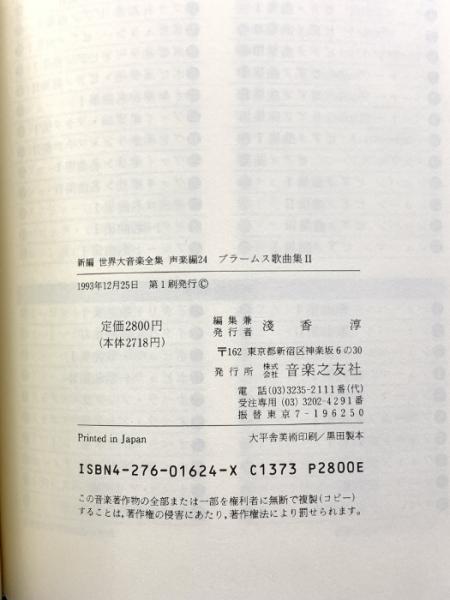 新編 世界大音楽全集 声楽編24 ブラームス歌曲集II
1993年12月25日 第1刷発行©
定価2800円
(本体2718円)
編集兼
発行者 淺香 淳
〒162 東京都新宿区神楽坂6の30
発行所 株式会社 音楽之友社
電話(03)3235-2111番(代)
受注専用(03)3202-4291番
振替東京7-196250
Printed in Japan 大平舎美術印刷/黒田製本
ISBN4-276-01624-X C1373 P2800E
この音楽著作物の全部または一部を権利者に無断で複製(コピー)
することは、著作権の侵害にあたり、著作権法により罰せられます。